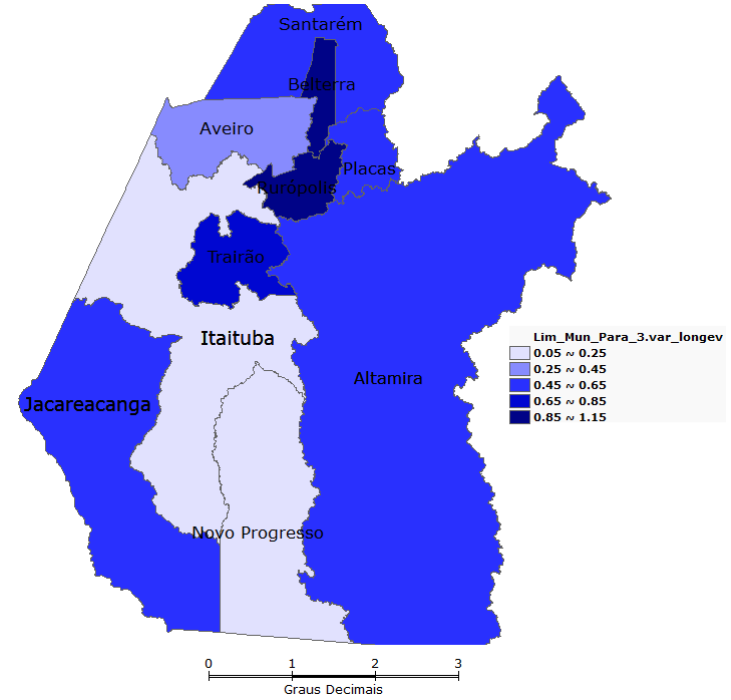 Santarém
Belterra
Aveiro
Placas
Rurópolis
Trairão
Itaituba
Altamira
Jacareacanga
Novo Progresso
Lim_Mun_Para_3.var_longev
0.05 ~ 0.25
0.25 ~ 0.45
0.45 ~ 0.65
0.65 ~ 0.85
0.85 ~ 1.15
0 1 2 3
Graus Decimais